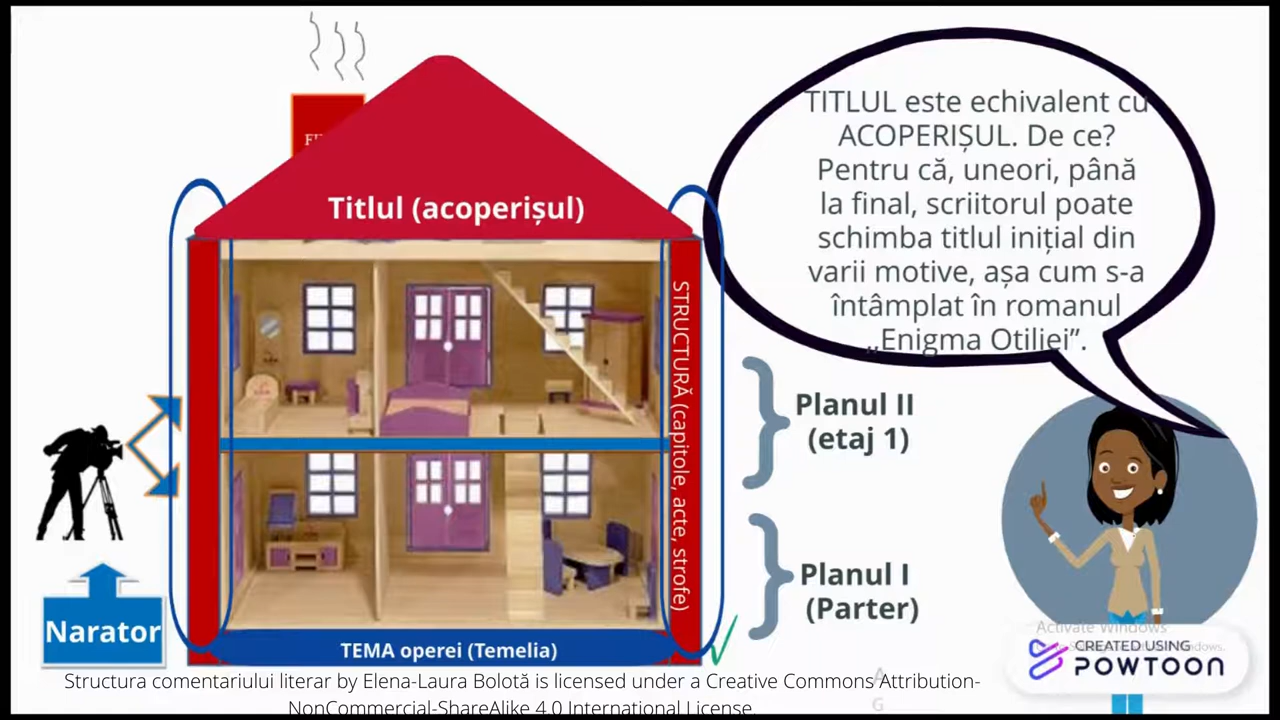 TITLUL este echivalent cu
ACOPERIȘUL. De ce?
Pentru că, uneori, până
la final, scriitorul poate
schimba titlul inițial din
varii motive, așa cum s-a
întâmplat în romanul
„Enigma Otiliei”.
Titlul (acoperișul)
STRUCTURĂ (capitole, acte, strofe)
Planul II
(etaj 1)
Planul I
(Parter)
Narator
TEMA operei (Temelia)
Activate Windows
CREATED USING
POWTOON
Structura comentariului literar by Elena-Laura Bolotă is licensed under a Creative Commons Attribution-
NonCommercial-ShareAlike 4.0 International License.